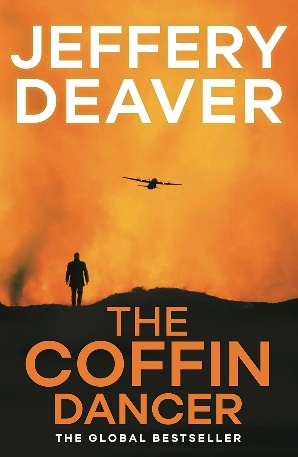 JEFFERY
DEAVER
THE
COFFIN
DANCER
THE GLOBAL BESTSELLER